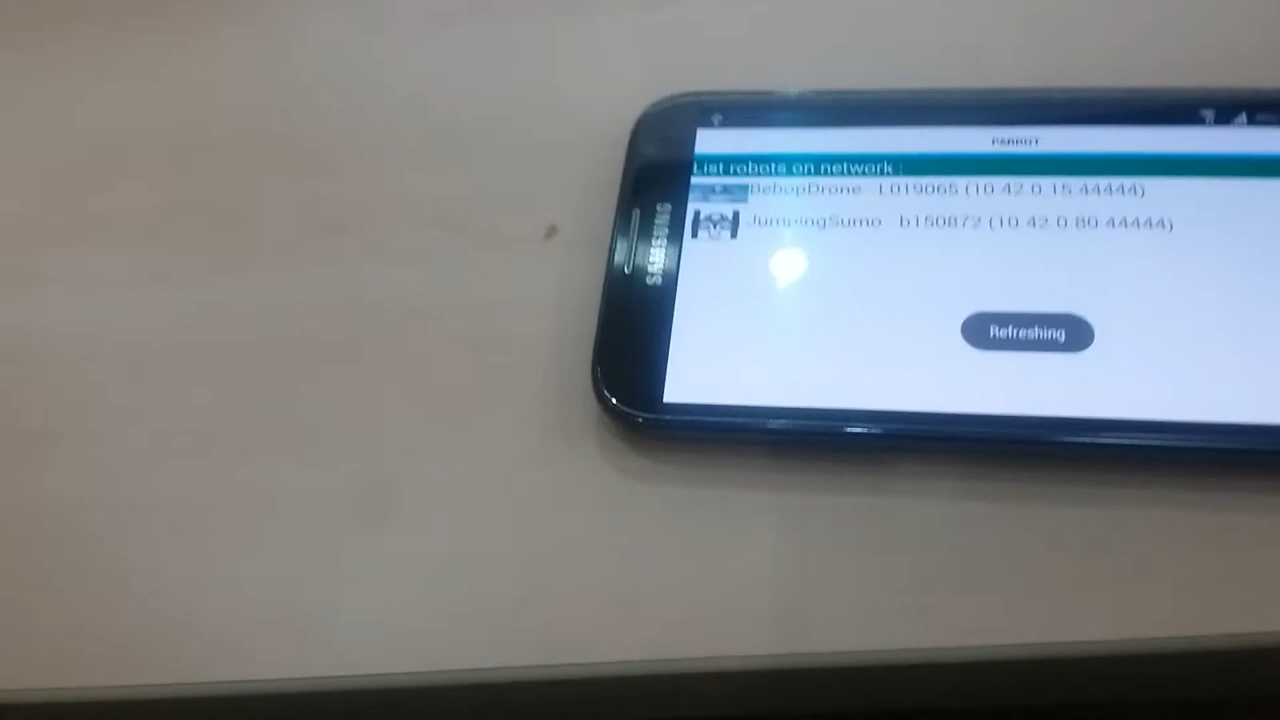 PARROT
List robots on network :
BebopDrone L019065 (10.42.0.15:44444)
JumpingSumo b150872 (10.42.0.80:44444)
Refreshing
SAMSUNG